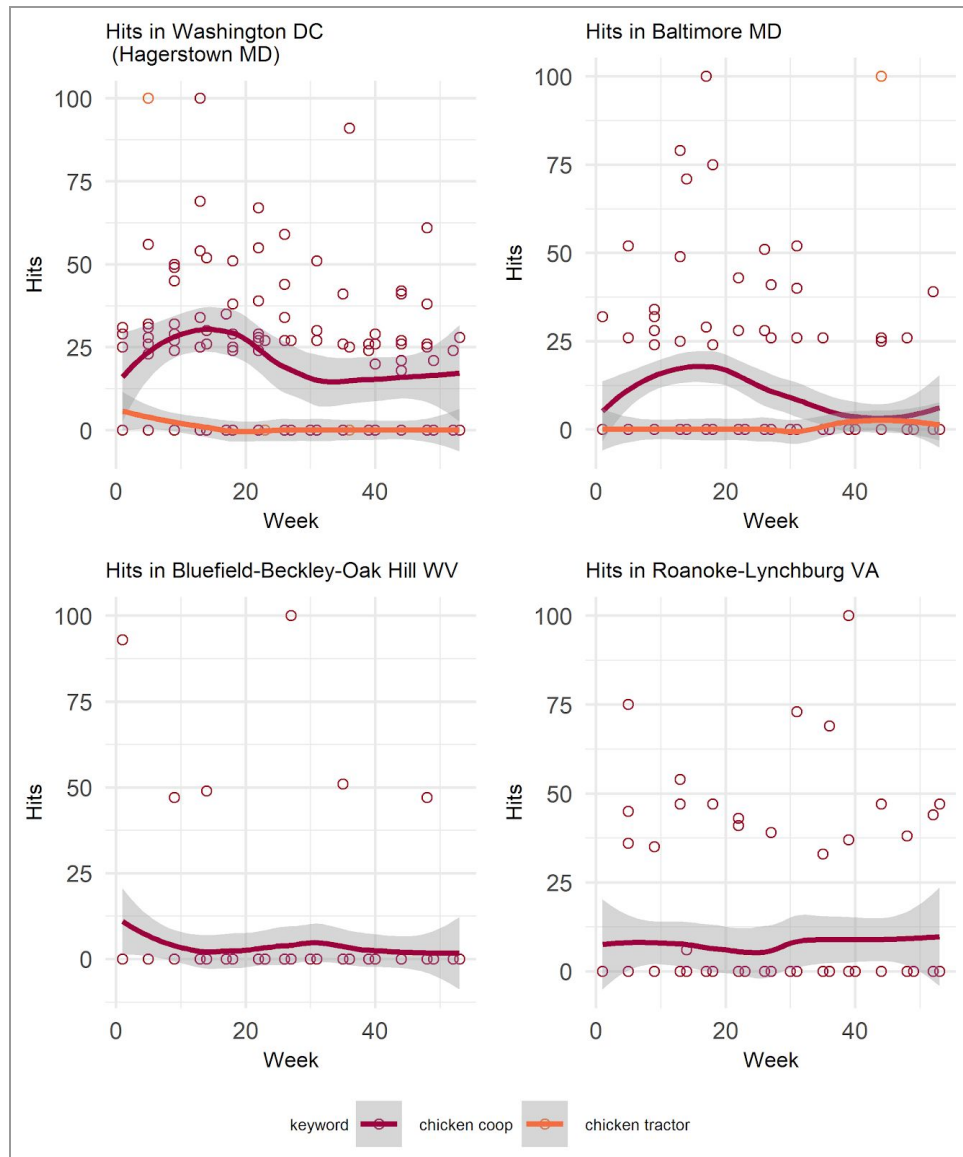 Hits in Washington DC
(Hagerstown MD)
100
75
50
25
0
Hits
0
20
40
Week
Hits in Baltimore MD
100
75
50
25
0
Hits
0
20
40
Week
Hits in Bluefield-Beckley-Oak Hill WV
100
75
50
25
0
Hits
0
20
40
Week
Hits in Roanoke-Lynchburg VA
100
75
50
25
0
Hits
0
20
40
Week
keyword chicken coop chicken tractor